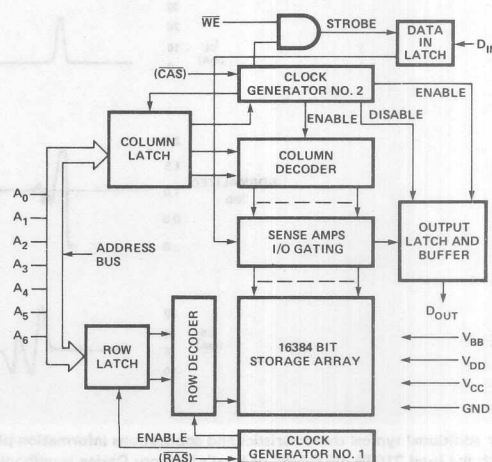 WE
STROBE
DATA
IN
LATCH
D IN
(CAS)
CLOCK
GENERATOR NO. 2
ENABLE
ENABLE
DISABLE
COLUMN
LATCH
COLUMN
DECODER
A0
A1
A2
A3
A4
A5
A6
ADDRESS
BUS
SENSE AMPS
I/O GATING
OUTPUT
LATCH AND
BUFFER
DOUT
ROW
LATCH
ROW DECODER
16384 BIT
STORAGE ARRAY
VBB
VDD
VCC
GND
ENABLE
(RAS)
CLOCK
GENERATOR NO. 1